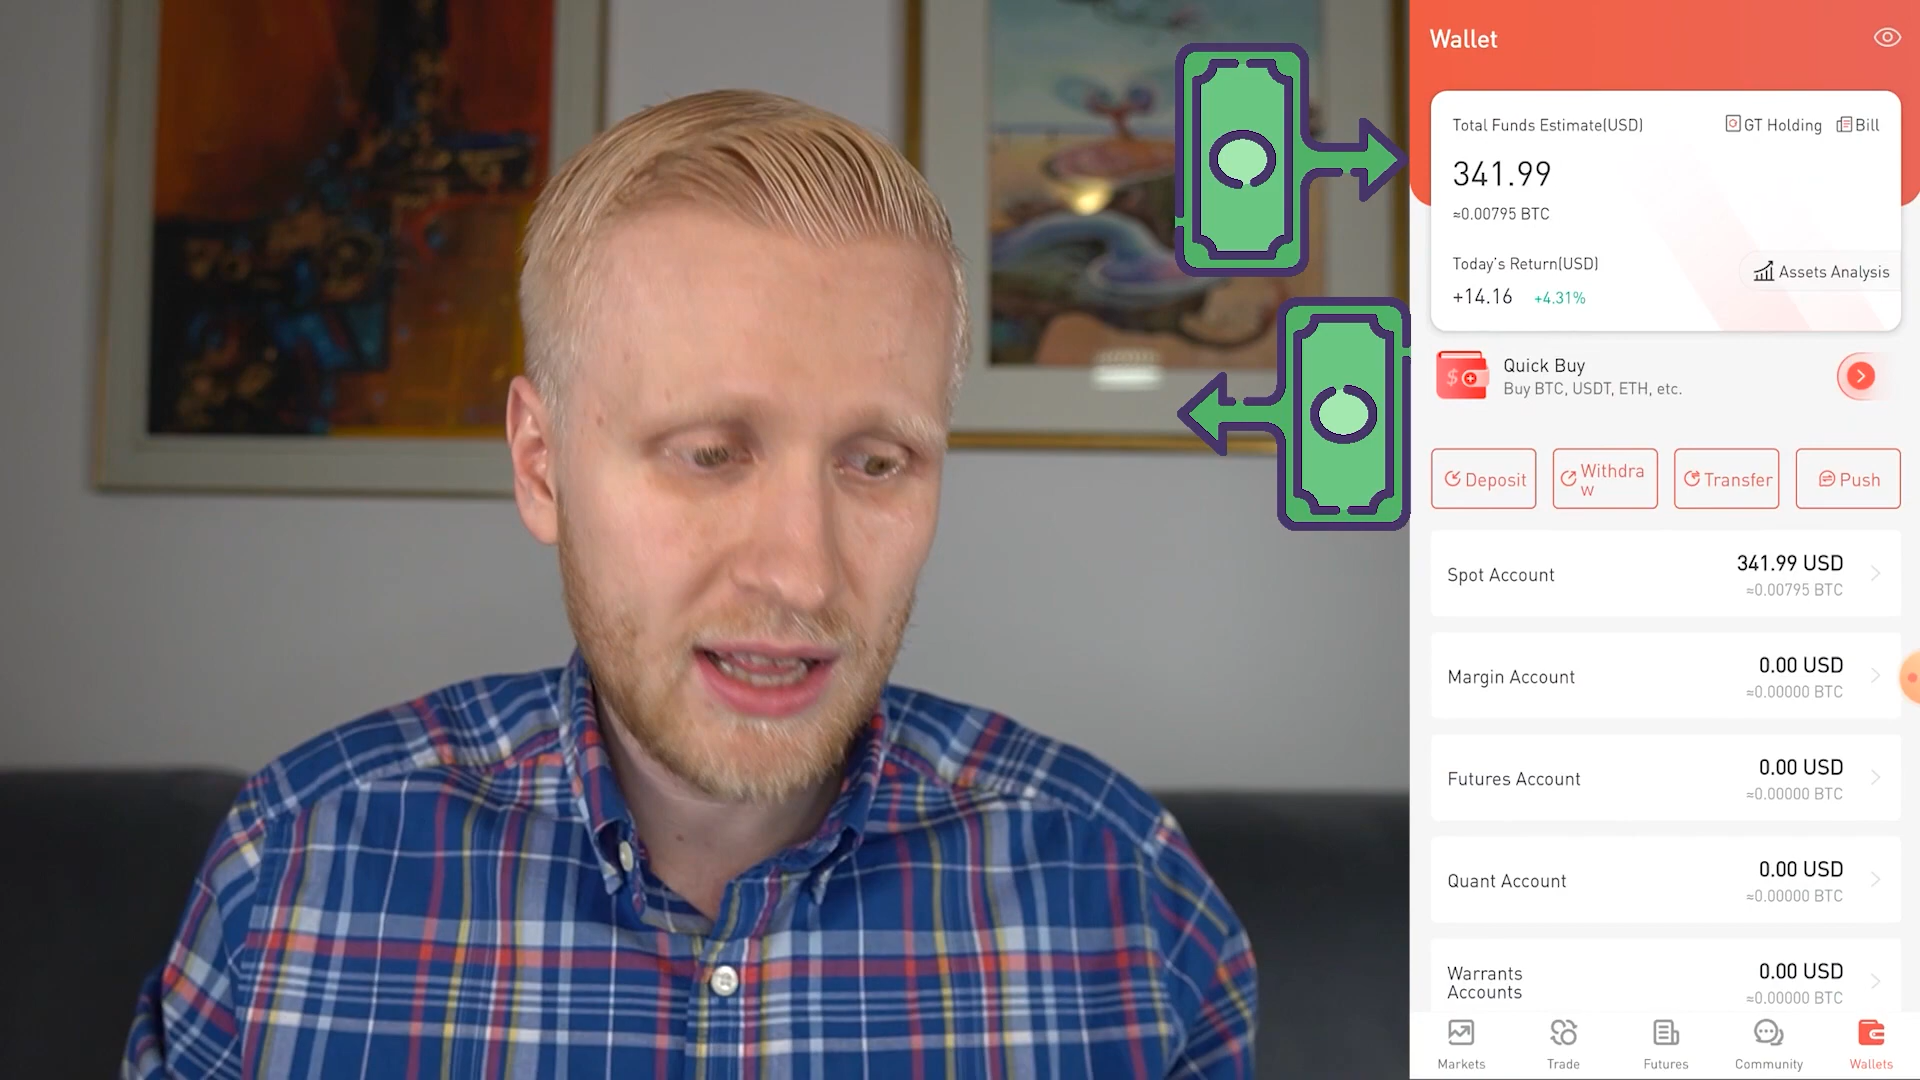 Wallet
Total Funds Estimate(USD)
GT Holding
Bill
341.99
≈0.00795 BTC
Today's Return(USD)
+14.16 +4.31%
Assets Analysis
Quick Buy
Buy BTC, USDT, ETH, etc.
Deposit
Withdra
w
Transfer
Push
Spot Account
341.99 USD
≈0.00795 BTC
Margin Account
0.00 USD
≈0.00000 BTC
Futures Account
0.00 USD
≈0.00000 BTC
Quant Account
0.00 USD
≈0.00000 BTC
Warrants
Accounts
0.00 USD
≈0.00000 BTC
Markets
Trade
Futures
Community
Wallets